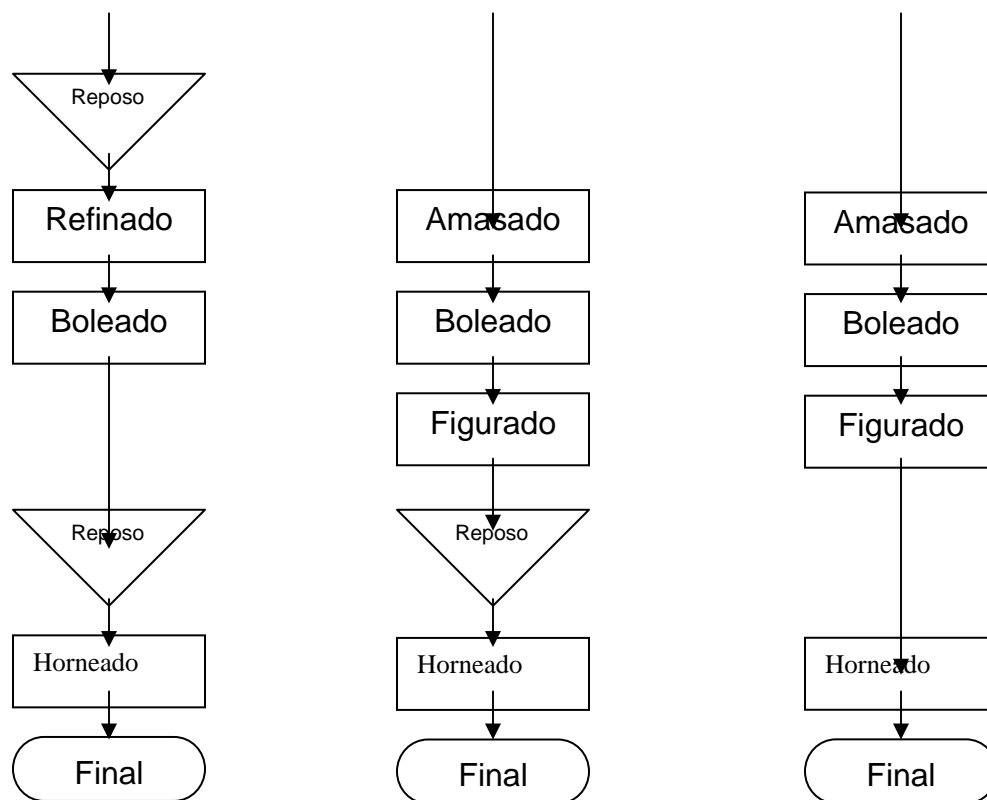 Reposo
Refinado
Boleado
Reposo
Horneado
Final
Amasado
Boleado
Figurado
Reposo
Horneado
Final
Amasado
Boleado
Figurado
Horneado
Final